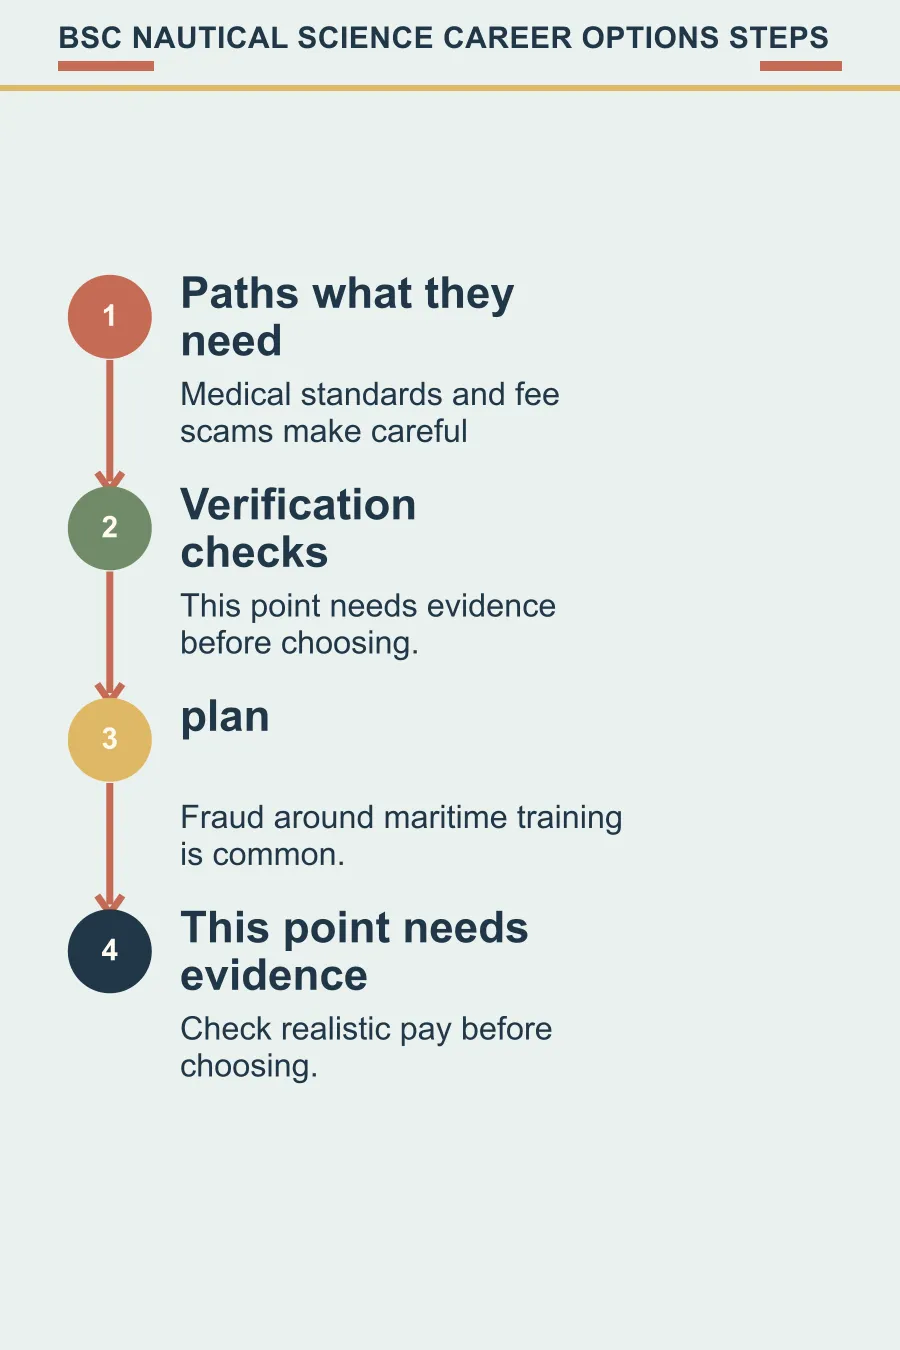 BSC NAUTICAL SCIENCE CAREER OPTIONS STEPS
1
Paths what they
need
Medical standards and fee
scams make careful
2
Verification
checks
This point needs evidence
before choosing.
3
plan
Fraud around maritime training
is common.
4
This point needs
evidence
Check realistic pay before
choosing.